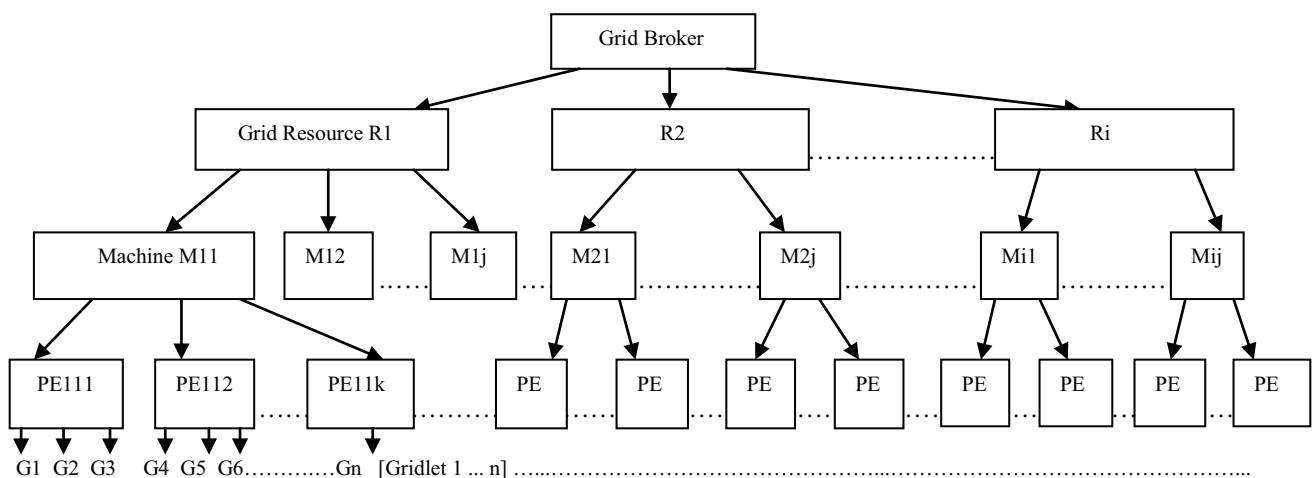 Grid Broker
Grid Resource R1 R2 ........................ Ri
Machine M11 M12 ...... M1j ..... M21 ..................... M2j ..................... Mi1 ................. Mij
PE111 PE112 ....... PE11k ............ PE ....... PE ........ PE ...... PE ........ PE ...... PE ...... PE .... PE
G1 G2 G3 G4 G5 G6…………Gn [Gridlet 1 ... n] ……...……………………………………………...……………………………………………...